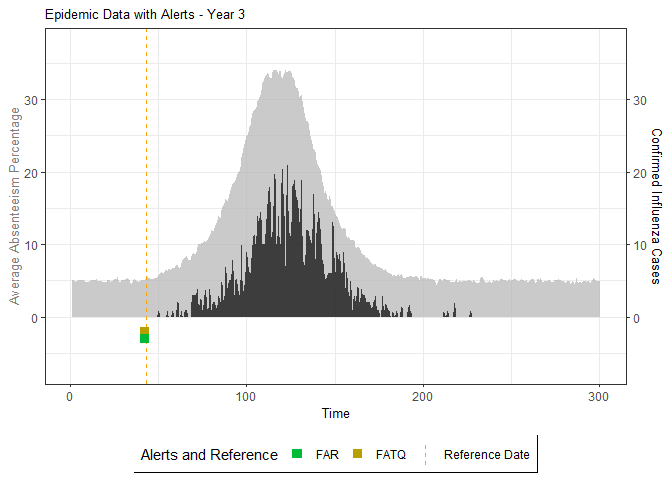 Epidemic Data with Alerts - Year 3
Average Absenteeism Percentage
30
20
10
0
30
20
10
0
Confirmed Influenza Cases
0 100 200 300
Time
Alerts and Reference FAR FATQ Reference Date